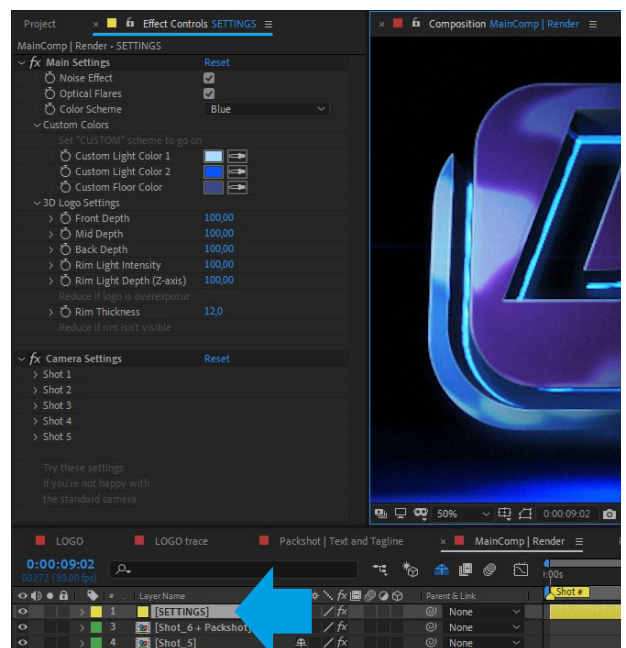 Project × Effect Controls SETTINGS
× Composition MainComp | Render
MainComp | Render • SETTINGS
fx Main Settings Reset
Noise Effect
Optical Flares
Color Scheme Blue
Custom Colors
Set "CUSTOM" scheme to go on
Custom Light Color 1
Custom Light Color 2
Custom Floor Color
3D Logo Settings
Front Depth 100,00
Mid Depth 100,00
Back Depth 100,00
Rim Light Intensity 100,00
Rim Light Depth (Z-axis) 100,00
Reduce if logo is overexposur
Rim Thickness 12,0
Reduce if rim isn't visible
fx Camera Settings Reset
Shot 1
Shot 2
Shot 3
Shot 4
Shot 5
Try these settings
if you're not happy with
the standard camera
50% 0:00:09:02
LOGO LOGO trace Packshot | Text and Tagline × MainComp | Render
0:00:09:02
00272 (30.00 fps)
:00s
# Layer Name fx Parent & Link Shot #
1 [SETTINGS] fx None
3 [Shot_6 + Packshot] fx None
4 [Shot_5] fx None